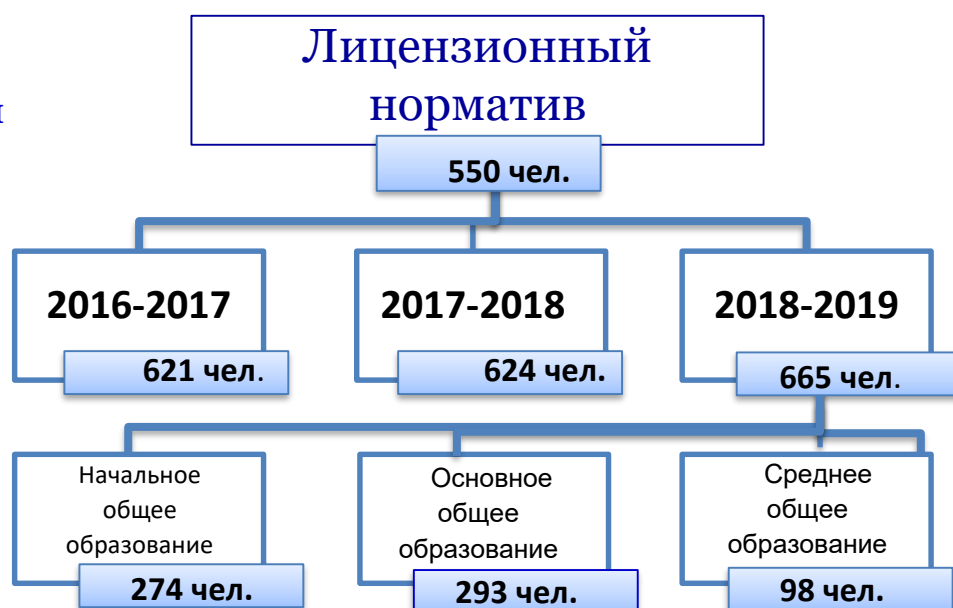 Лицензионный
норматив
550 чел.
2016-2017
621 чел.
2017-2018
624 чел.
2018-2019
665 чел.
Начальное
общее
образование
274 чел.
Основное
общее
образование
293 чел.
Среднее
общее
образование
98 чел.